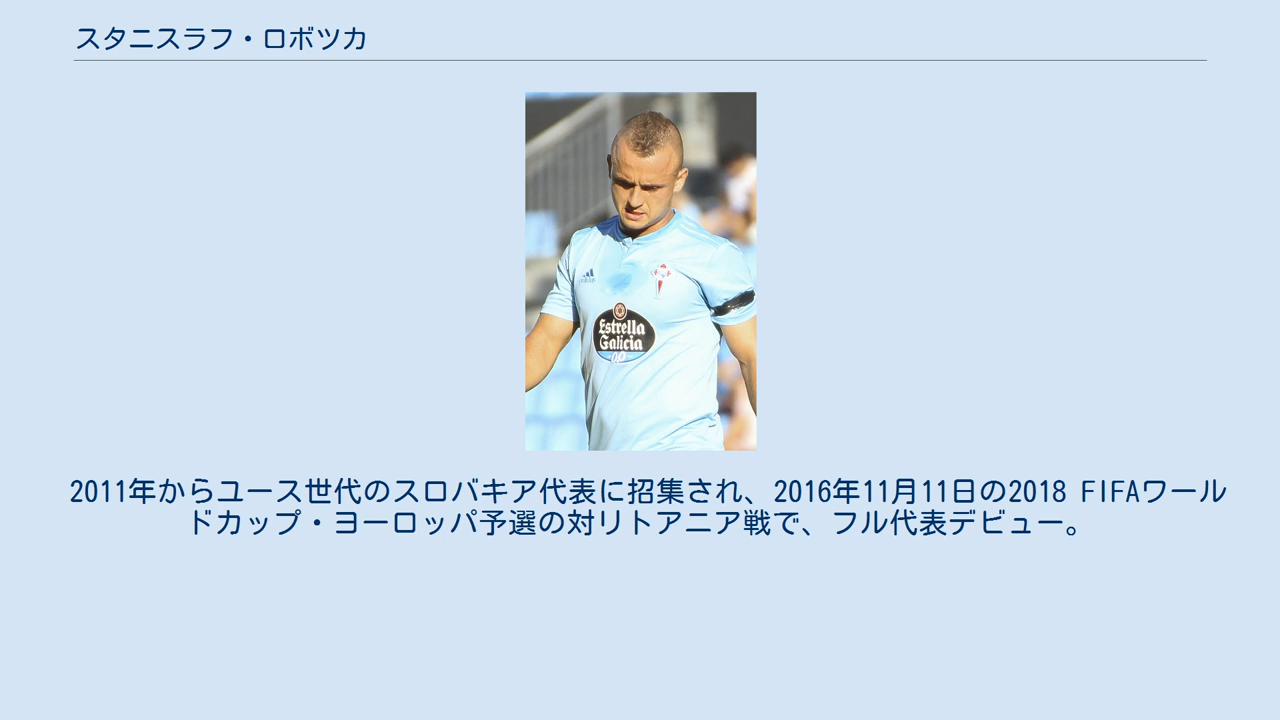 スタニスラフ・ロボツカ
Estrella
Galicia
2011年からユース世代のスロバキア代表に招集され、2016年11月11日の2018 FIFAワール
ドカップ・ヨーロッパ予選の対リトアニア戦で、フル代表デビュー。